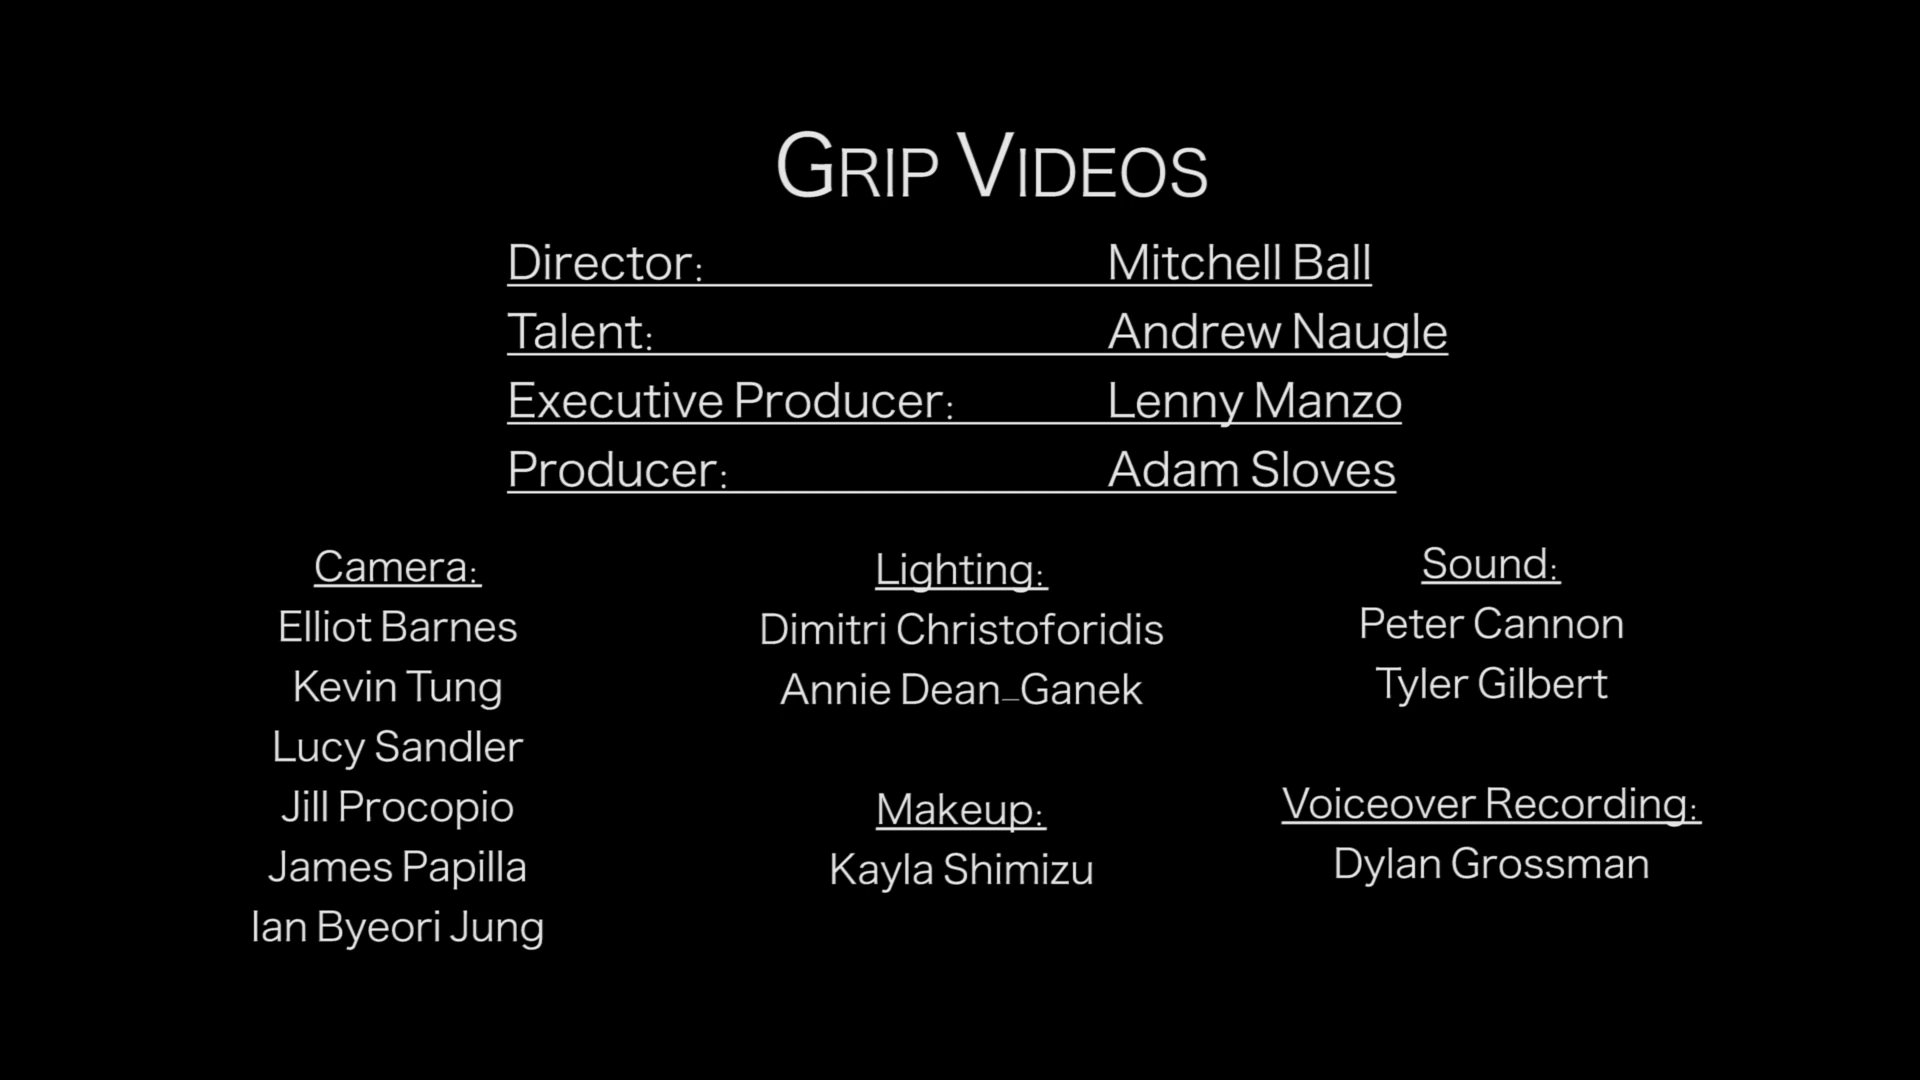 GRIP VIDEOS
Director: Mitchell Ball
Talent: Andrew Naugle
Executive Producer: Lenny Manzo
Producer: Adam Sloves
Camera:
Elliot Barnes
Kevin Tung
Lucy Sandler
Jill Procopio
James Papilla
Ian Byeori Jung
Lighting:
Dimitri Christoforidis
Annie Dean-Ganek
Makeup:
Kayla Shimizu
Sound:
Peter Cannon
Tyler Gilbert
Voiceover Recording:
Dylan Grossman